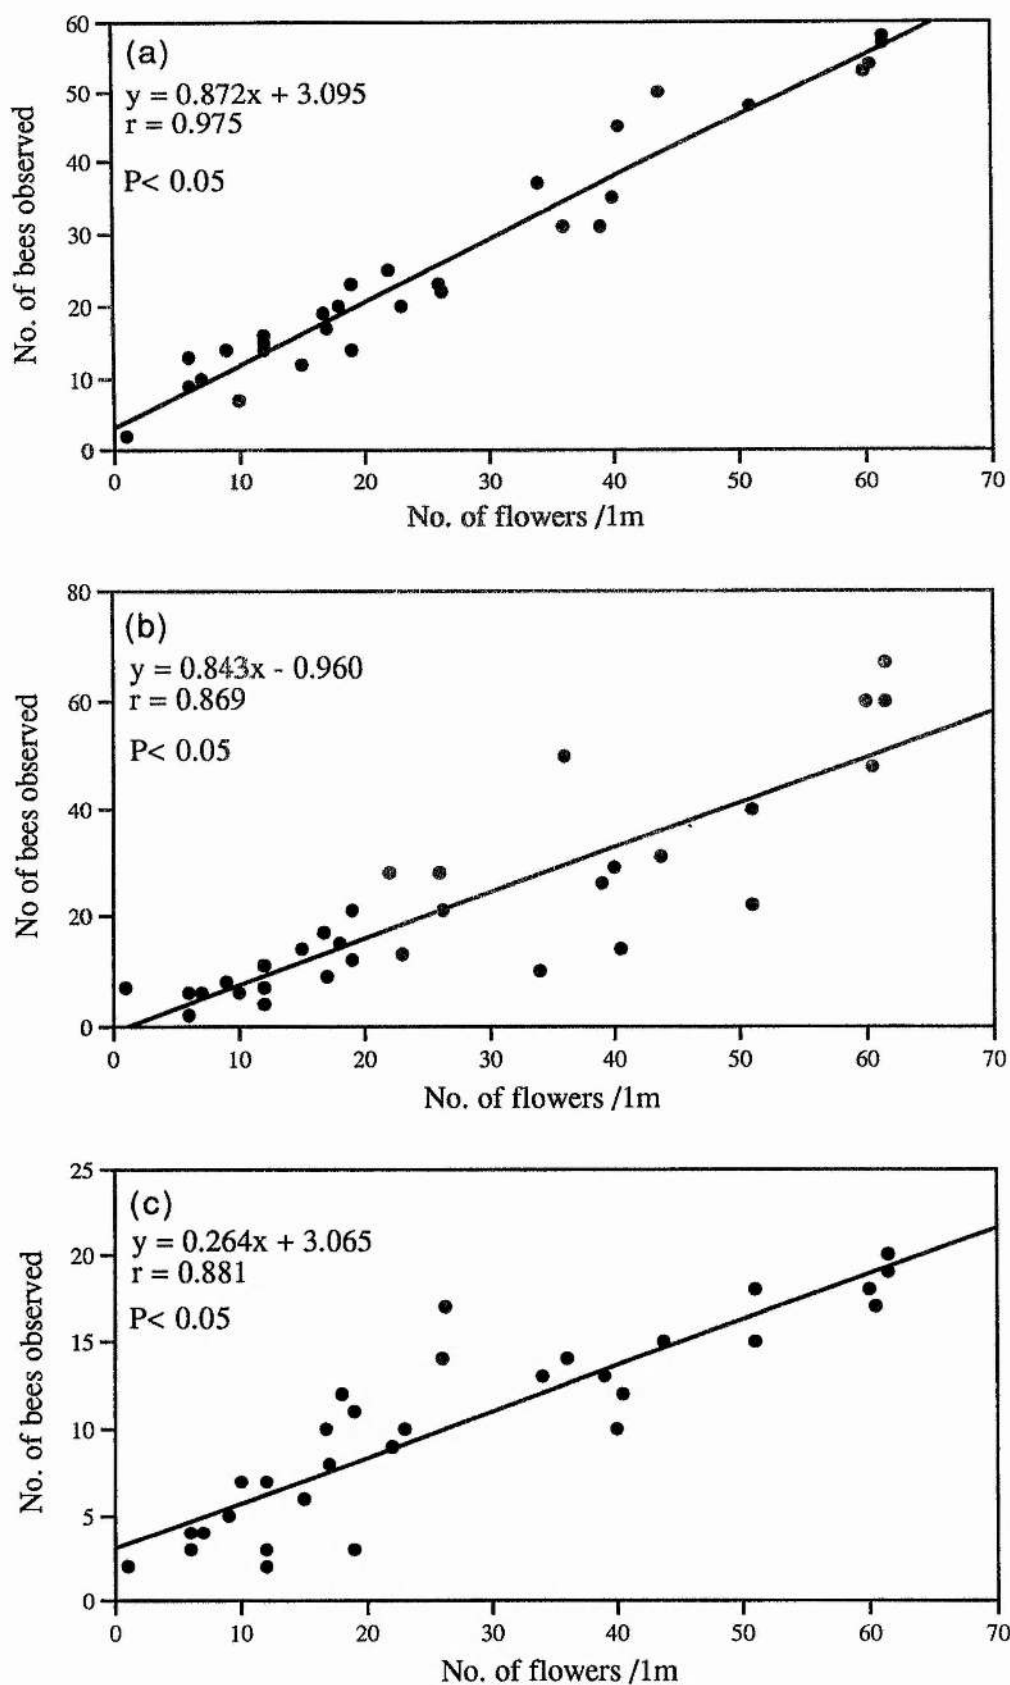 (a)
y = 0.872x + 3.095
r = 0.975
P< 0.05
No. of bees observed
60
50
40
30
20
10
0
0 10 20 30 40 50 60 70
No. of flowers /1m
(b)
y = 0.843x - 0.960
r = 0.869
P< 0.05
No of bees observed
80
60
40
20
0
0 10 20 30 40 50 60 70
No. of flowers /1m
(c)
y = 0.264x + 3.065
r = 0.881
P< 0.05
No. of bees observed
25
20
15
10
5
0
0 10 20 30 40 50 60 70
No. of flowers /1m